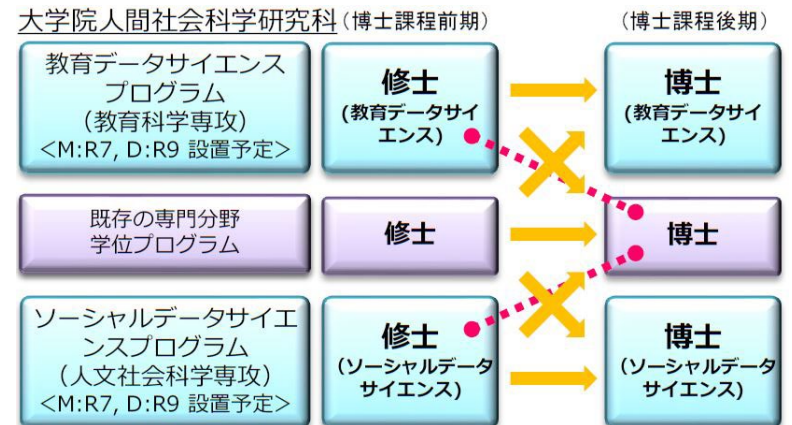 大学院人間社会科学研究科(博士課程前期)
(博士課程後期)
教育データサイエンス
プログラム
(教育科学専攻)
<M:R7, D:R9 設置予定>
修士
(教育データサイ
エンス)
博士
(教育データサイ
エンス)
既存の専門分野
学位プログラム
修士
博士
ソーシャルデータサイエ
ンスプログラム
(人文社会科学専攻)
<M:R7, D:R9 設置予定>
修士
(ソーシャルデータ
サイエンス)
博士
(ソーシャルデータ
サイエンス)